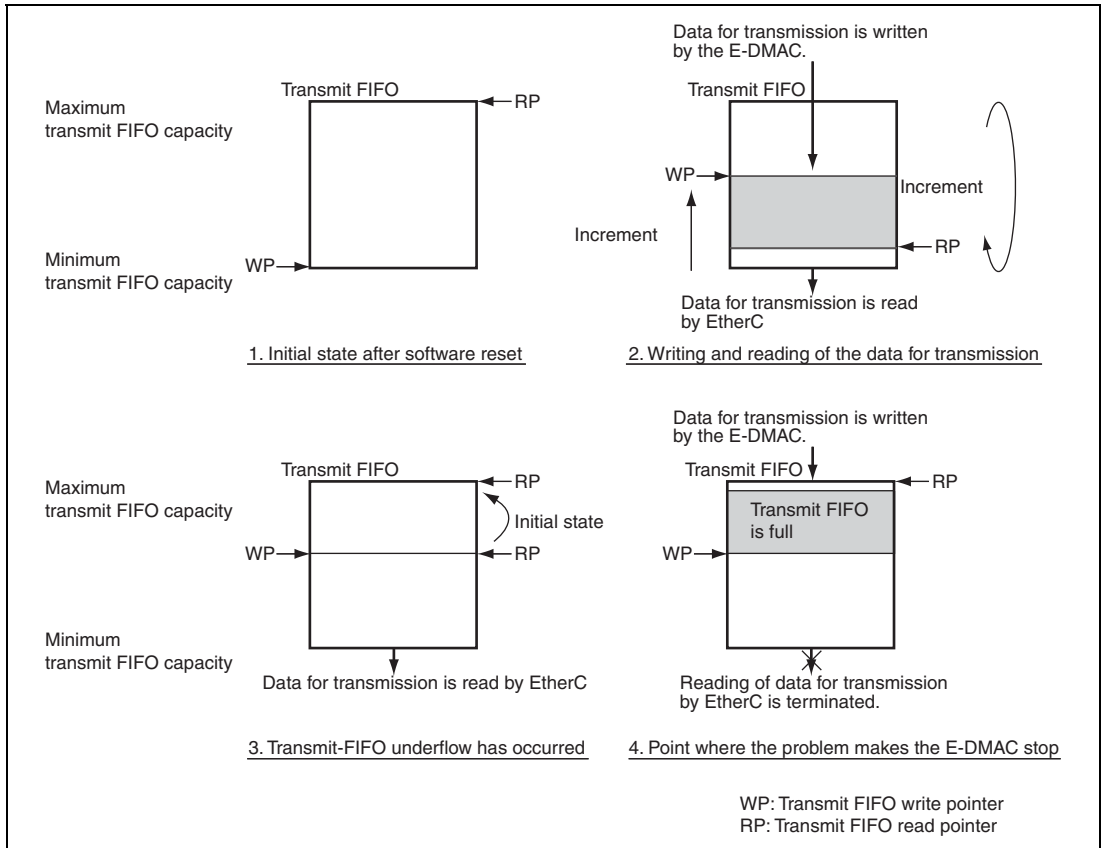 Maximum
transmit FIFO capacity
Minimum
transmit FIFO capacity
Transmit FIFO
RP
WP
1. Initial state after software reset
Data for transmission is written
by the E-DMAC.
Transmit FIFO
WP
Increment
Increment
RP
Data for transmission is read
by EtherC
2. Writing and reading of the data for transmission
Maximum
transmit FIFO capacity
Minimum
transmit FIFO capacity
Transmit FIFO
RP
Initial state
WP
RP
Data for transmission is read by EtherC
3. Transmit-FIFO underflow has occurred
Data for transmission is written
by the E-DMAC.
Transmit FIFO
RP
Transmit FIFO
is full
WP
Reading of data for transmission
by EtherC is terminated.
4. Point where the problem makes the E-DMAC stop
WP: Transmit FIFO write pointer
RP: Transmit FIFO read pointer